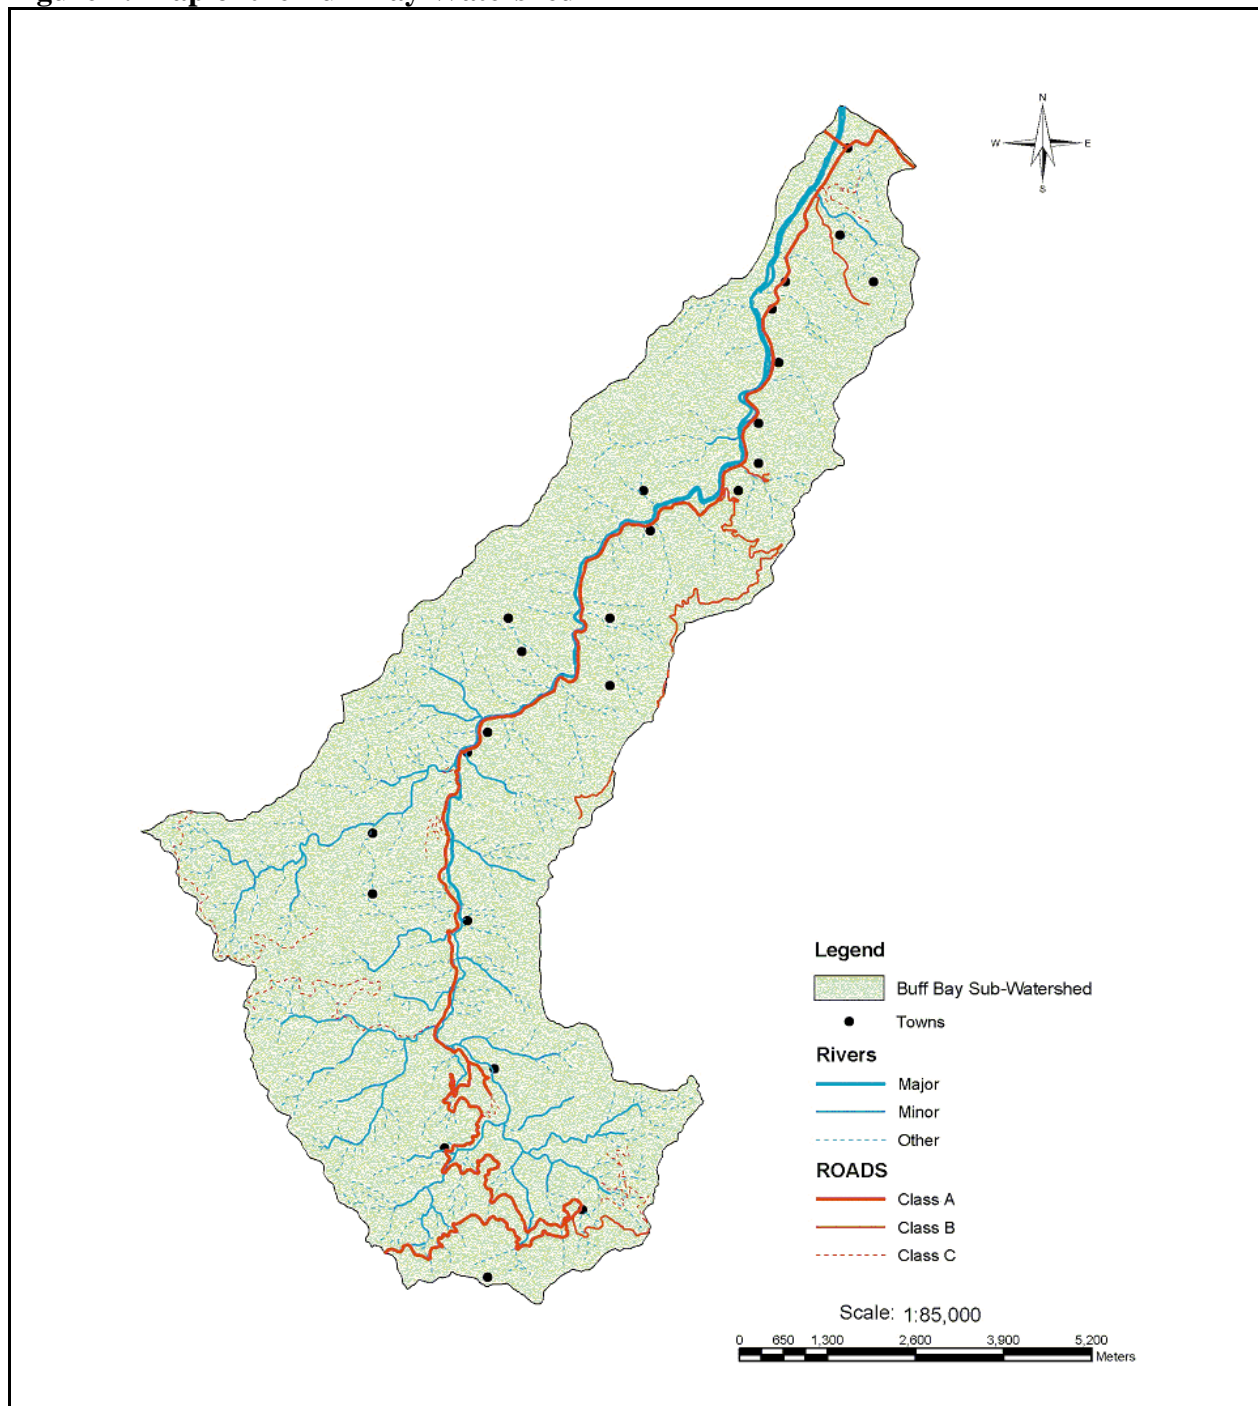 N
W E
S
Legend
Buff Bay Sub-Watershed
Towns
Rivers
Major
Minor
Other
ROADS
Class A
Class B
Class C
Scale: 1:85,000
0 650 1,300 2,600 3,900 5,200
Meters